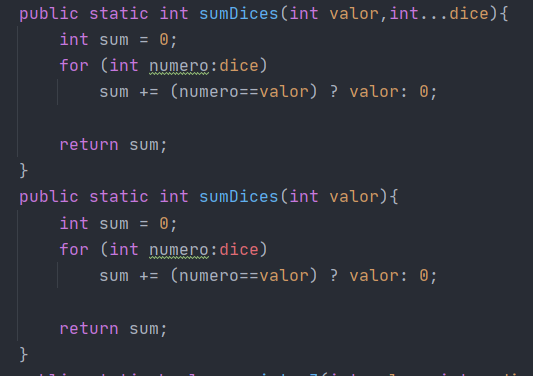 public static int sumDices(int valor,int...dice){
int sum = 0;
for (int numero:dice)
sum += (numero==valor) ? valor: 0;
return sum;
}
public static int sumDices(int valor){
int sum = 0;
for (int numero:dice)
sum += (numero==valor) ? valor: 0;
return sum;
}